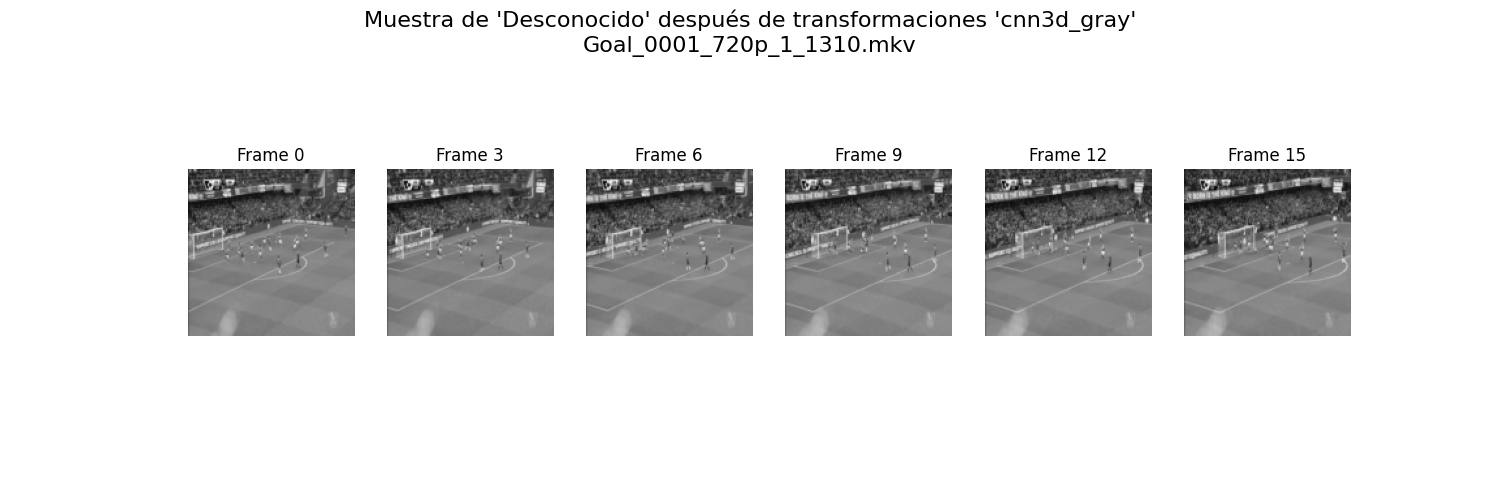 Muestra de 'Desconocido' después de transformaciones 'cnn3d_gray'
Goal_0001_720p_1_1310.mkv
Frame 0
Frame 3
Frame 6
Frame 9
Frame 12
Frame 15